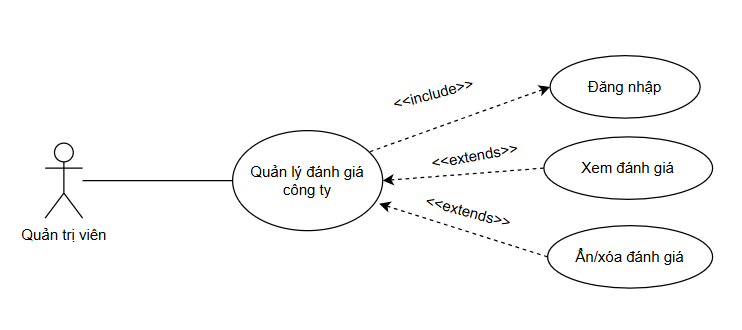 Đăng nhập
<<include>>
<<extends>>
Xem đánh giá
Quản lý đánh giá
công ty
<<extends>>
Quản trị viên
Ẩn/xóa đánh giá